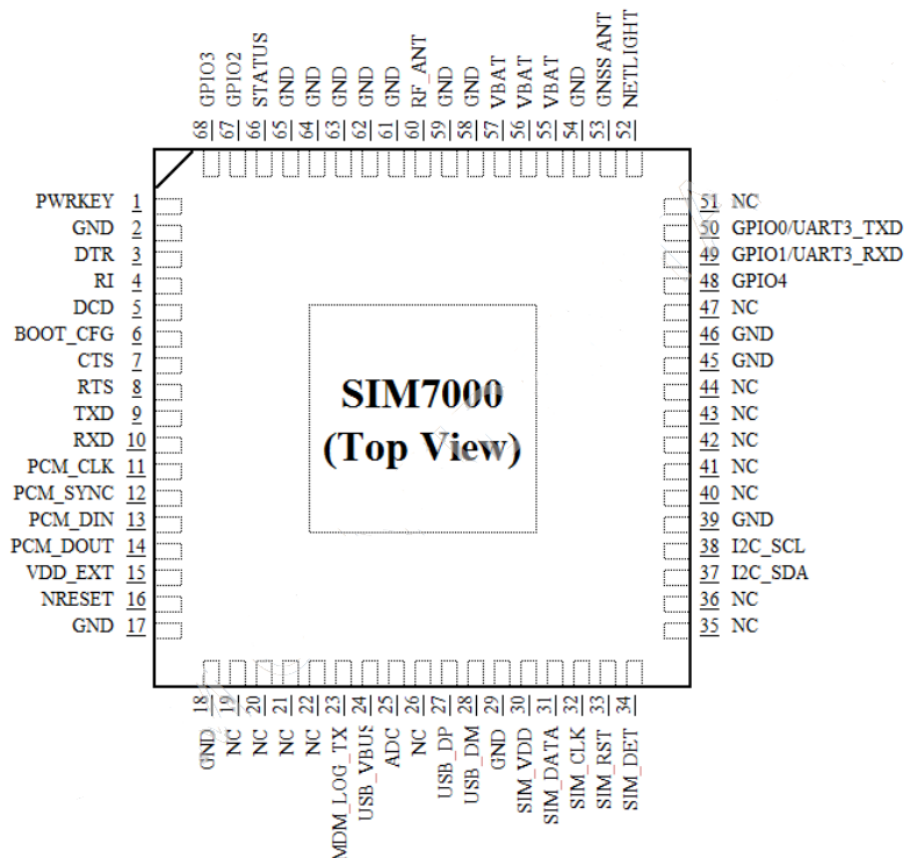 68 GPIO3
67 GPIO2
66 STATUS
65 GND
64 GND
63 GND
62 GND
61 GND
60 RF_ANT
59 GND
58 GND
57 VBAT
56 VBAT
55 VBAT
54 GND
53 GNSS ANT
52 NETLIGHT
PWRKEY 1
GND 2
DTR 3
RI 4
DCD 5
BOOT_CFG 6
CTS 7
RTS 8
TXD 9
RXD 10
PCM_CLK 11
PCM_SYNC 12
PCM_DIN 13
PCM_DOUT 14
VDD_EXT 15
NRESET 16
GND 17
SIM7000
(Top View)
51 NC
50 GPIO0/UART3_TXD
49 GPIO1/UART3_RXD
48 GPIO4
47 NC
46 GND
45 GND
44 NC
43 NC
42 NC
41 NC
40 NC
39 GND
38 I2C_SCL
37 I2C_SDA
36 NC
35 NC
18 GND
19 NC
20 NC
21 NC
22 NC
23 MDM_LOG_TX
24 USB_VBUS
25 ADC
26 NC
27 USB_DP
28 USB_DM
29 GND
30 SIM_VDD
31 SIM_DATA
32 SIM_CLK
33 SIM_RST
34 SIM_DET